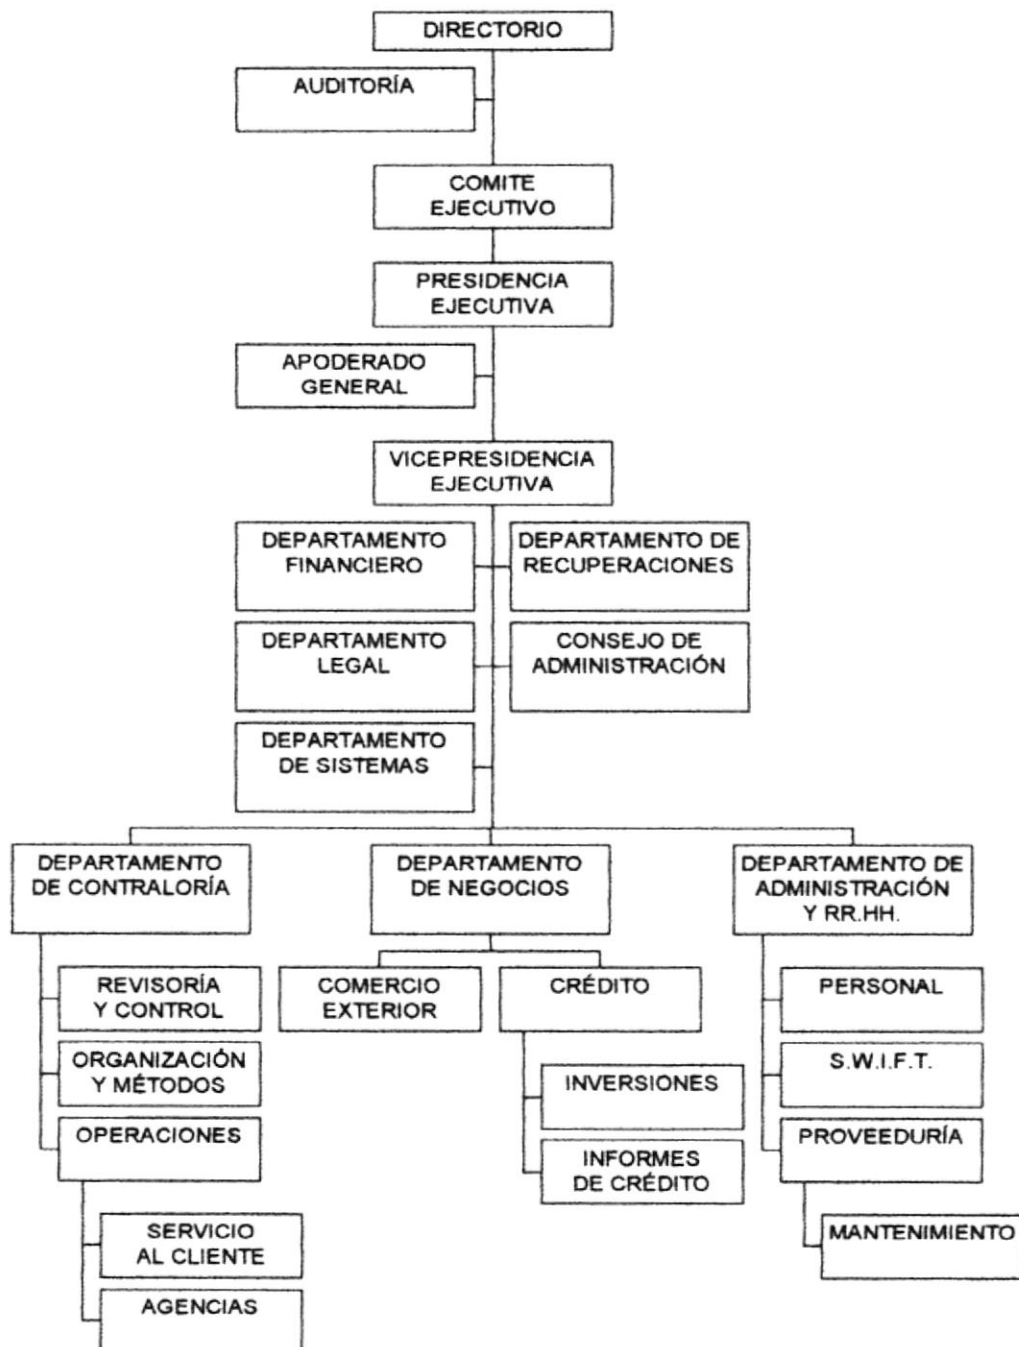 DIRECTORIO
AUDITORÍA
COMITE
EJECUTIVO
PRESIDENCIA
EJECUTIVA
APODERADO
GENERAL
VICEPRESIDENCIA
EJECUTIVA
DEPARTAMENTO
FINANCIERO
DEPARTAMENTO DE
RECUPERACIONES
DEPARTAMENTO
LEGAL
CONSEJO DE
ADMINISTRACIÓN
DEPARTAMENTO
DE SISTEMAS
DEPARTAMENTO
DE CONTRALORÍA
REVISORÍA
Y CONTROL
ORGANIZACIÓN
Y MÉTODOS
OPERACIONES
SERVICIO
AL CLIENTE
AGENCIAS
DEPARTAMENTO
DE NEGOCIOS
COMERCIO
EXTERIOR
CRÉDITO
INVERSIONES
INFORMES
DE CRÉDITO
DEPARTAMENTO DE
ADMINISTRACIÓN
Y RR.HH.
PERSONAL
S.W.I.F.T.
PROVEEDURÍA
MANTENIMIENTO